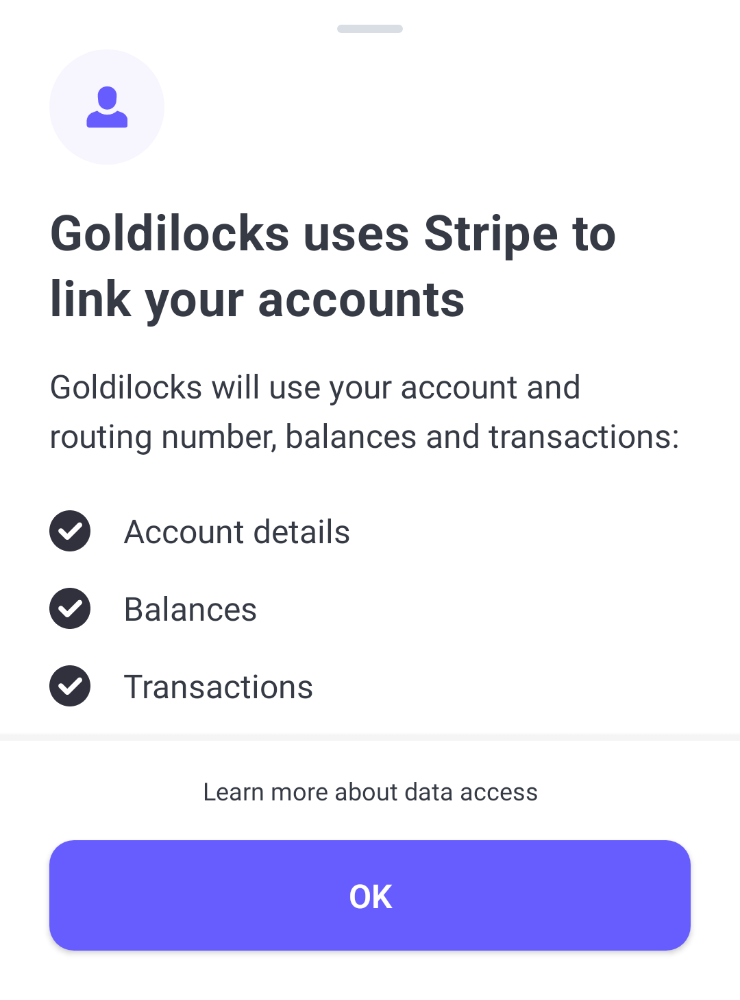 Goldilocks uses Stripe to
link your accounts
Goldilocks will use your account and
routing number, balances and transactions:
Account details
Balances
Transactions
Learn more about data access
OK